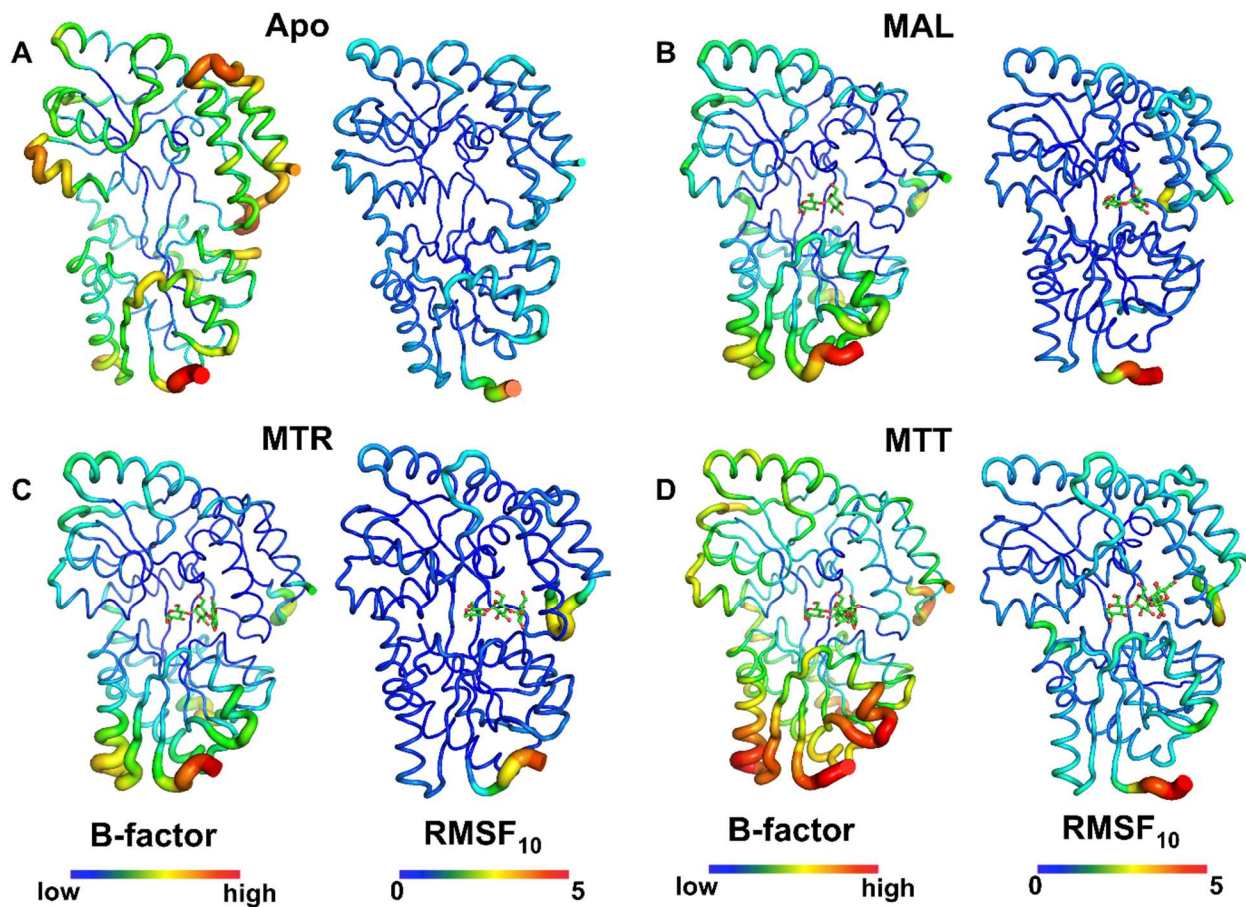 A Apo
B MAL
C MTR
D MTT
B-factor RMSF₁₀ B-factor RMSF₁₀
low high 0 5 low high 0 5